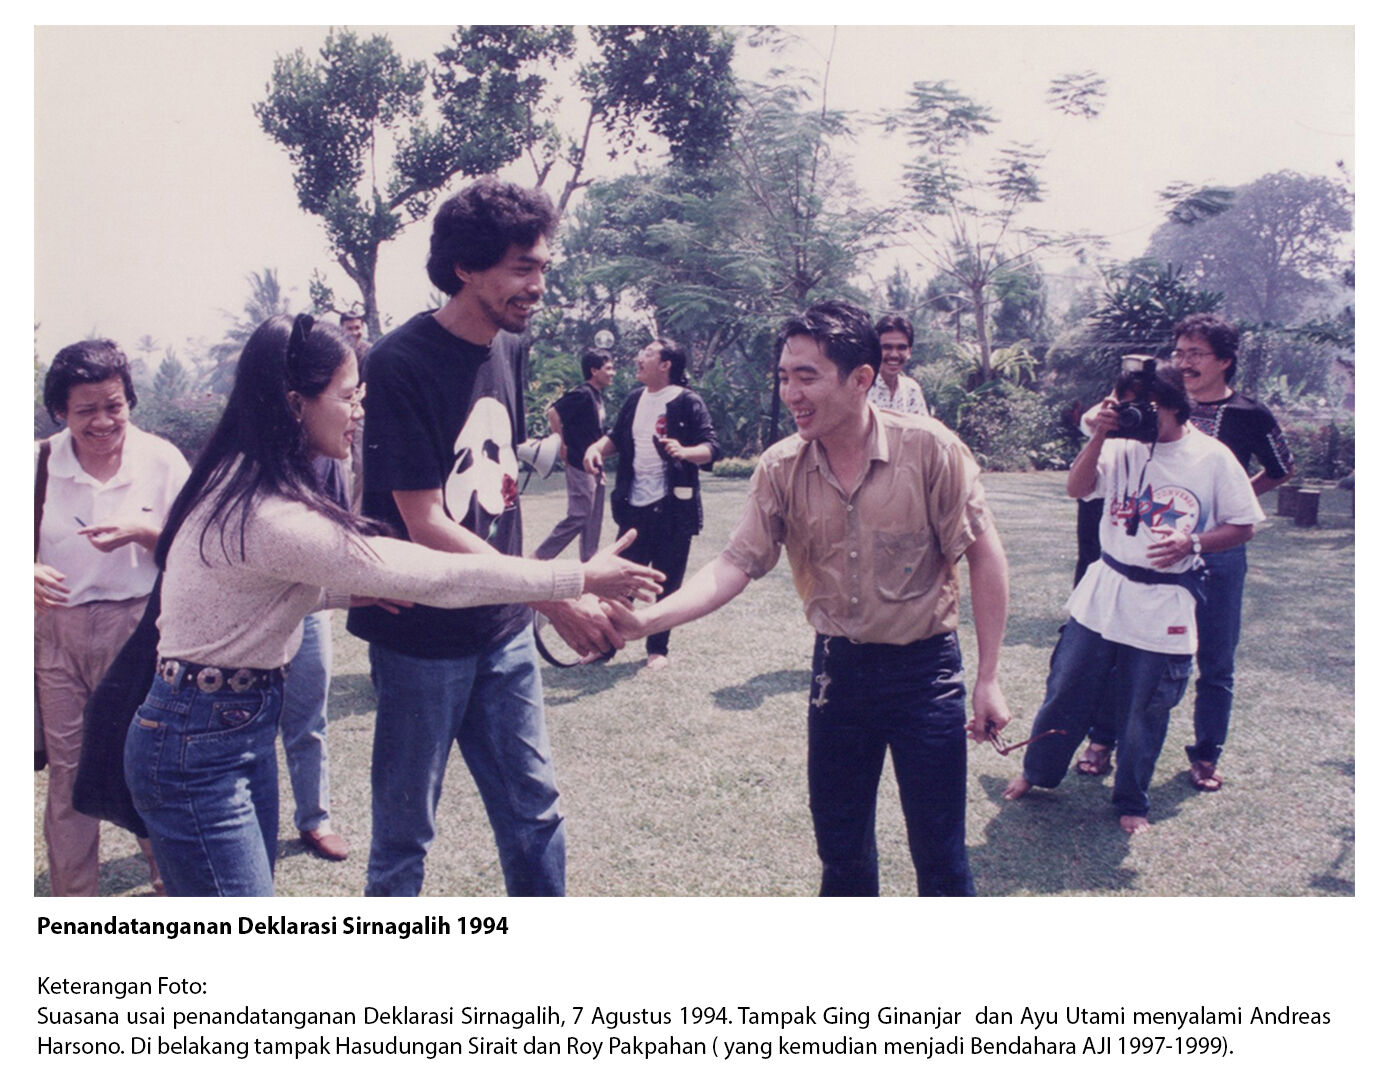 CONVERSE
Penandatanganan Deklarasi Sirnagalih 1994
Keterangan Foto:
Suasana usai penandatanganan Deklarasi Sirnagalih, 7 Agustus 1994. Tampak Ging Ginanjar dan Ayu Utami menyalami Andreas
Harsono. Di belakang tampak Hasudungan Sirait dan Roy Pakpahan ( yang kemudian menjadi Bendahara AJI 1997-1999).